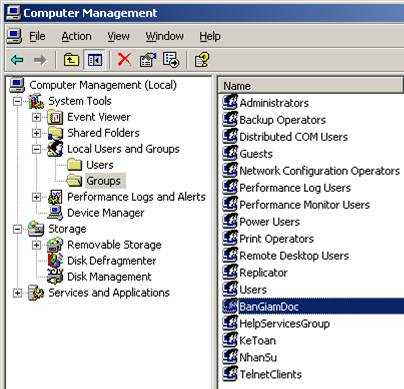 Computer Management
File Action View Window Help
Computer Management (Local)
System Tools
Event Viewer
Shared Folders
Local Users and Groups
Users
Groups
Performance Logs and Alerts
Device Manager
Storage
Removable Storage
Disk Defragmenter
Disk Management
Services and Applications
Name
Administrators
Backup Operators
Distributed COM Users
Guests
Network Configuration Operators
Performance Log Users
Performance Monitor Users
Power Users
Print Operators
Remote Desktop Users
Replicator
Users
BanGiamDoc
HelpServicesGroup
KeToan
NhanSu
TelnetClients